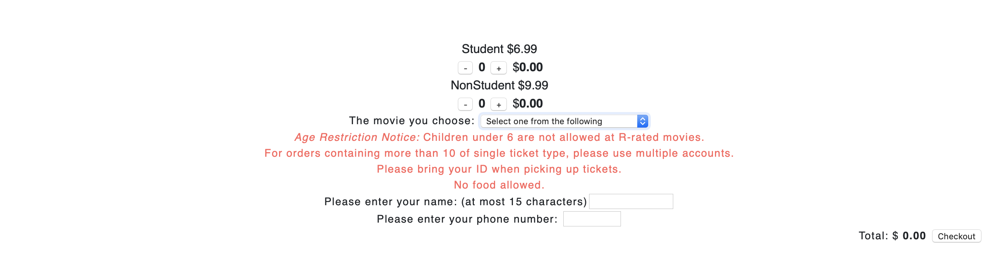 Student $6.99
- 0 + $0.00
NonStudent $9.99
- 0 + $0.00
The movie you choose: Select one from the following
Age Restriction Notice: Children under 6 are not allowed at R-rated movies.
For orders containing more than 10 of single ticket type, please use multiple accounts.
Please bring your ID when picking up tickets.
No food allowed.
Please enter your name: (at most 15 characters)
Please enter your phone number:
Total: $ 0.00 Checkout